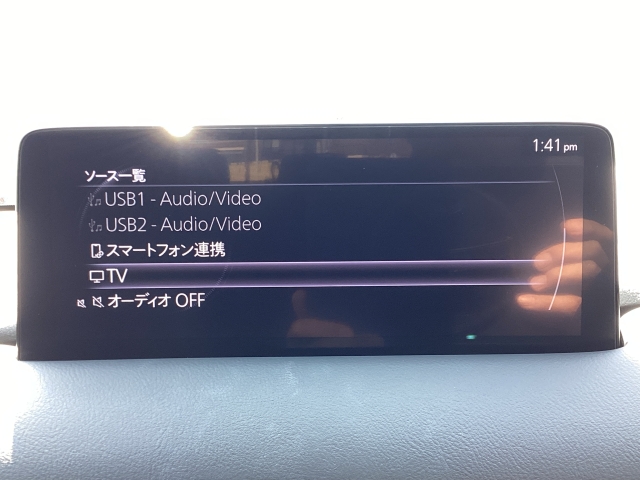 1:41 pm
ソース一覧
USB1 - Audio/Video
USB2 - Audio/Video
スマートフォン連携
TV
オーディオ OFF